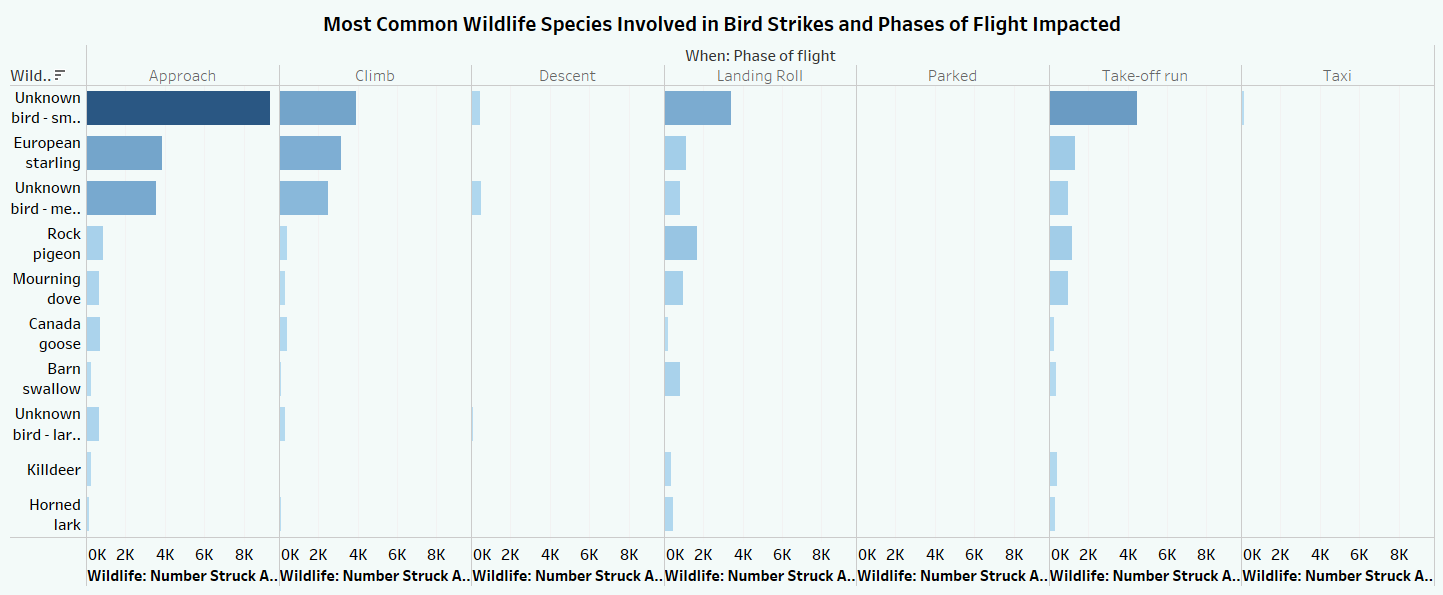 Most Common Wildlife Species Involved in Bird Strikes and Phases of Flight Impacted
When: Phase of flight
Wild.. Approach Climb Descent Landing Roll Parked Take-off run Taxi
Unknown
bird - sm..
European
starling
Unknown
bird - me..
Rock
pigeon
Mourning
dove
Canada
goose
Barn
swallow
Unknown
bird - lar..
Killdeer
Horned
lark
0K 2K 4K 6K 8K 0K 2K 4K 6K 8K 0K 2K 4K 6K 8K 0K 2K 4K 6K 8K 0K 2K 4K 6K 8K 0K 2K 4K 6K 8K 0K 2K 4K 6K 8K
Wildlife: Number Struck A.. Wildlife: Number Struck A.. Wildlife: Number Struck A.. Wildlife: Number Struck A.. Wildlife: Number Struck A.. Wildlife: Number Struck A.. Wildlife: Number Struck A..